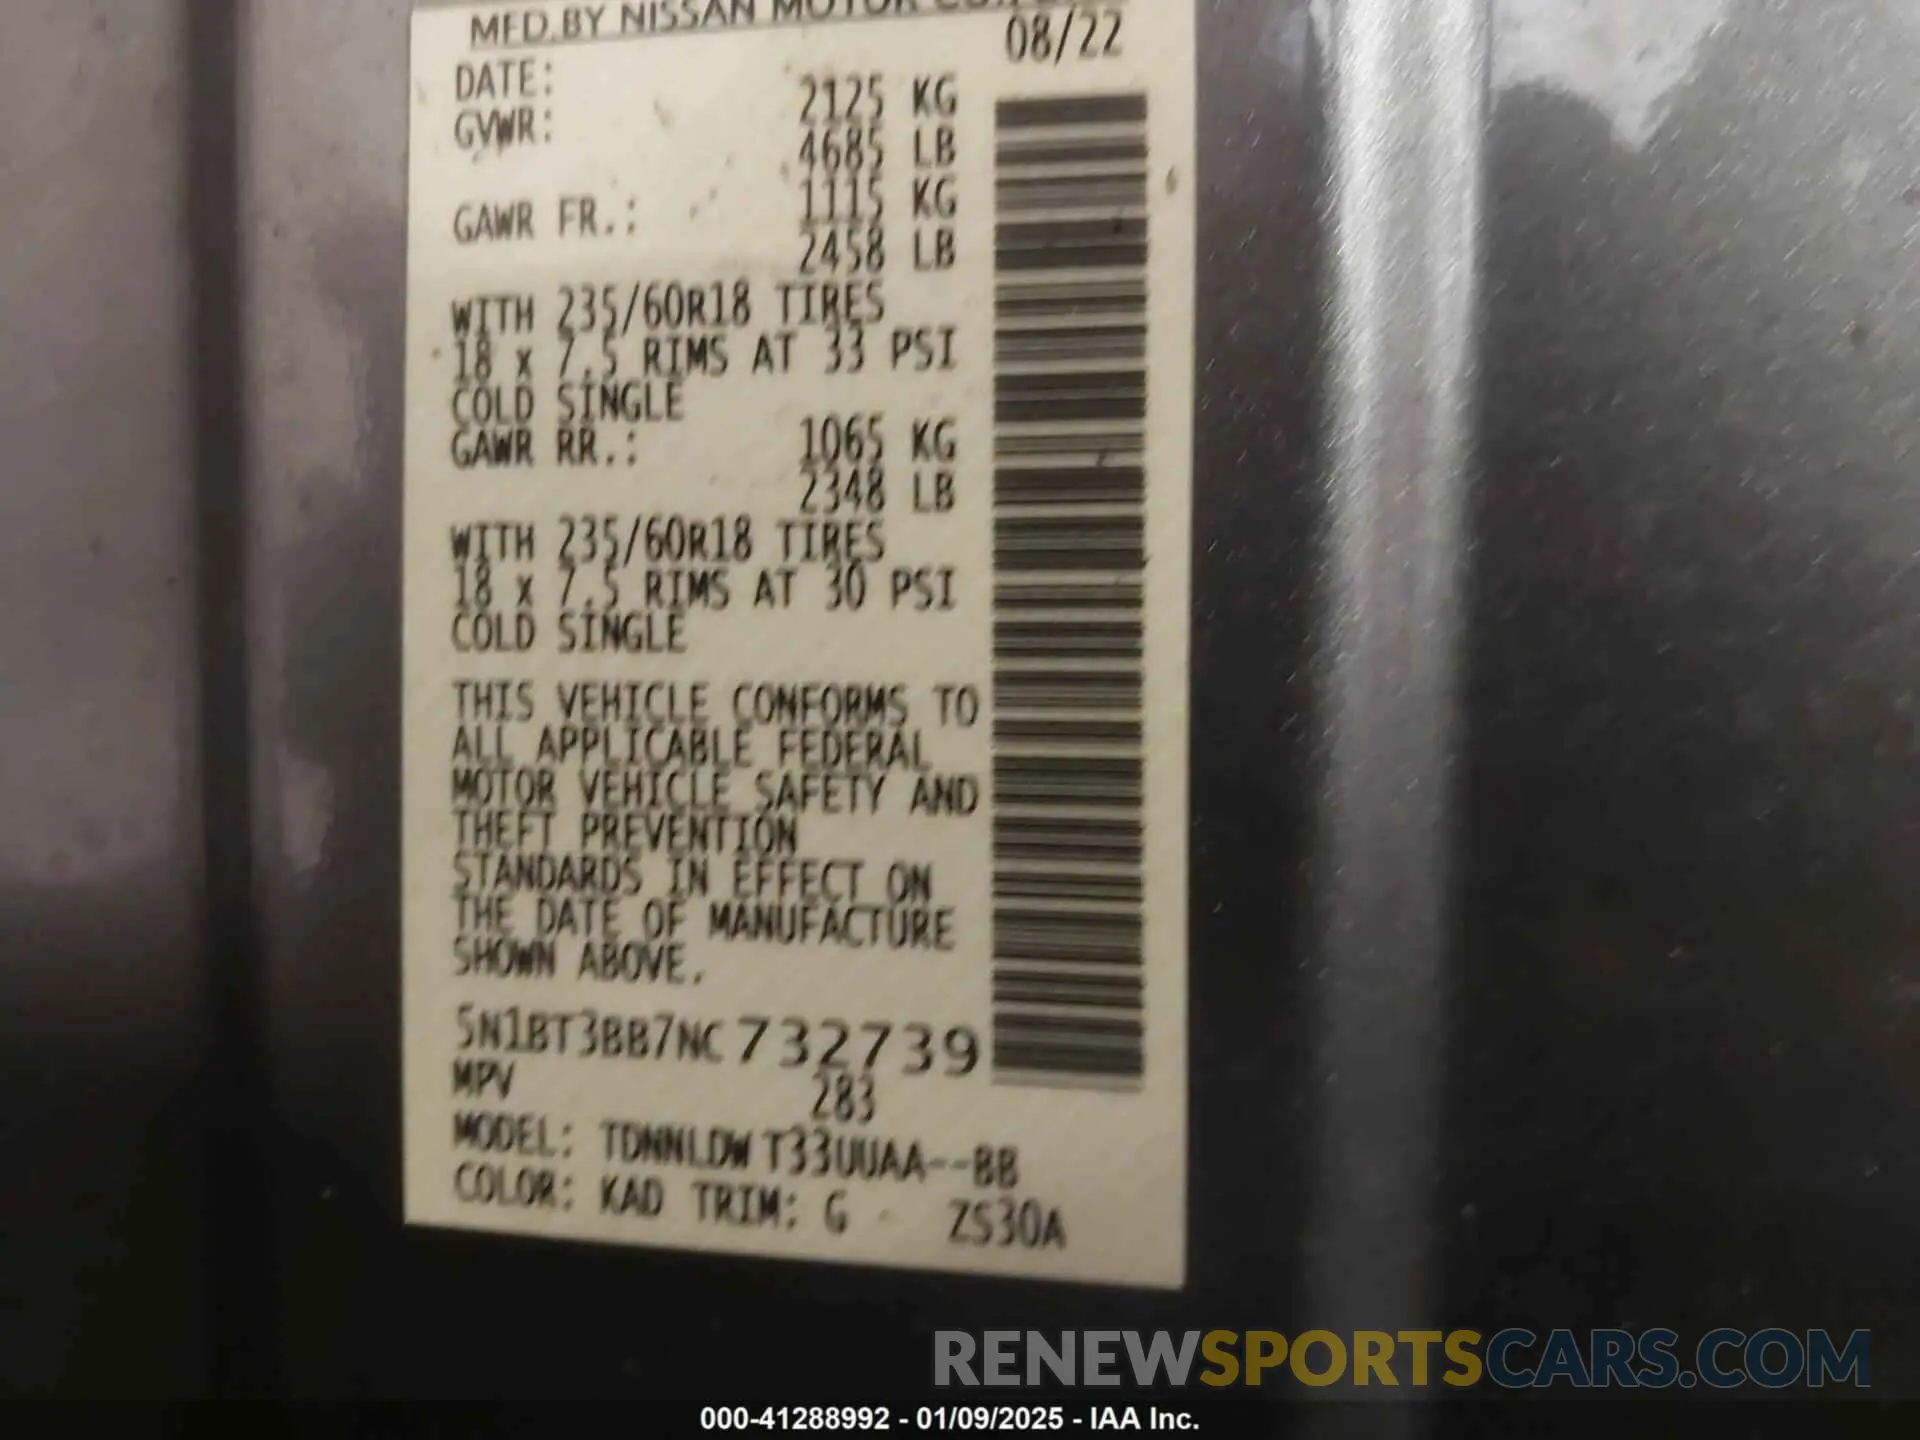 MFD. BY NISSAN MOTOR CO.,
DATE: 08/22
GVWR: 2125 KG
4685 LB
GAWR FR.: 1115 KG
2458 LB
WITH 235/60R18 TIRES
18 x 7.5 RIMS AT 33 PSI
COLD SINGLE
GAWR RR.: 1065 KG
2348 LB
WITH 235/60R18 TIRES
18 x 7.5 RIMS AT 30 PSI
COLD SINGLE
THIS VEHICLE CONFORMS TO
ALL APPLICABLE FEDERAL
MOTOR VEHICLE SAFETY AND
THEFT PREVENTION
STANDARDS IN EFFECT ON
THE DATE OF MANUFACTURE
SHOWN ABOVE.
5N1BT3BB7NC732739
MPV 283
MODEL: TDNNLDW T33UUAA--BB
COLOR: KAD TRIM: G ZS30A
RENEWSPORTSCARS.COM
000-41288992 - 01/09/2025 - IAA Inc.